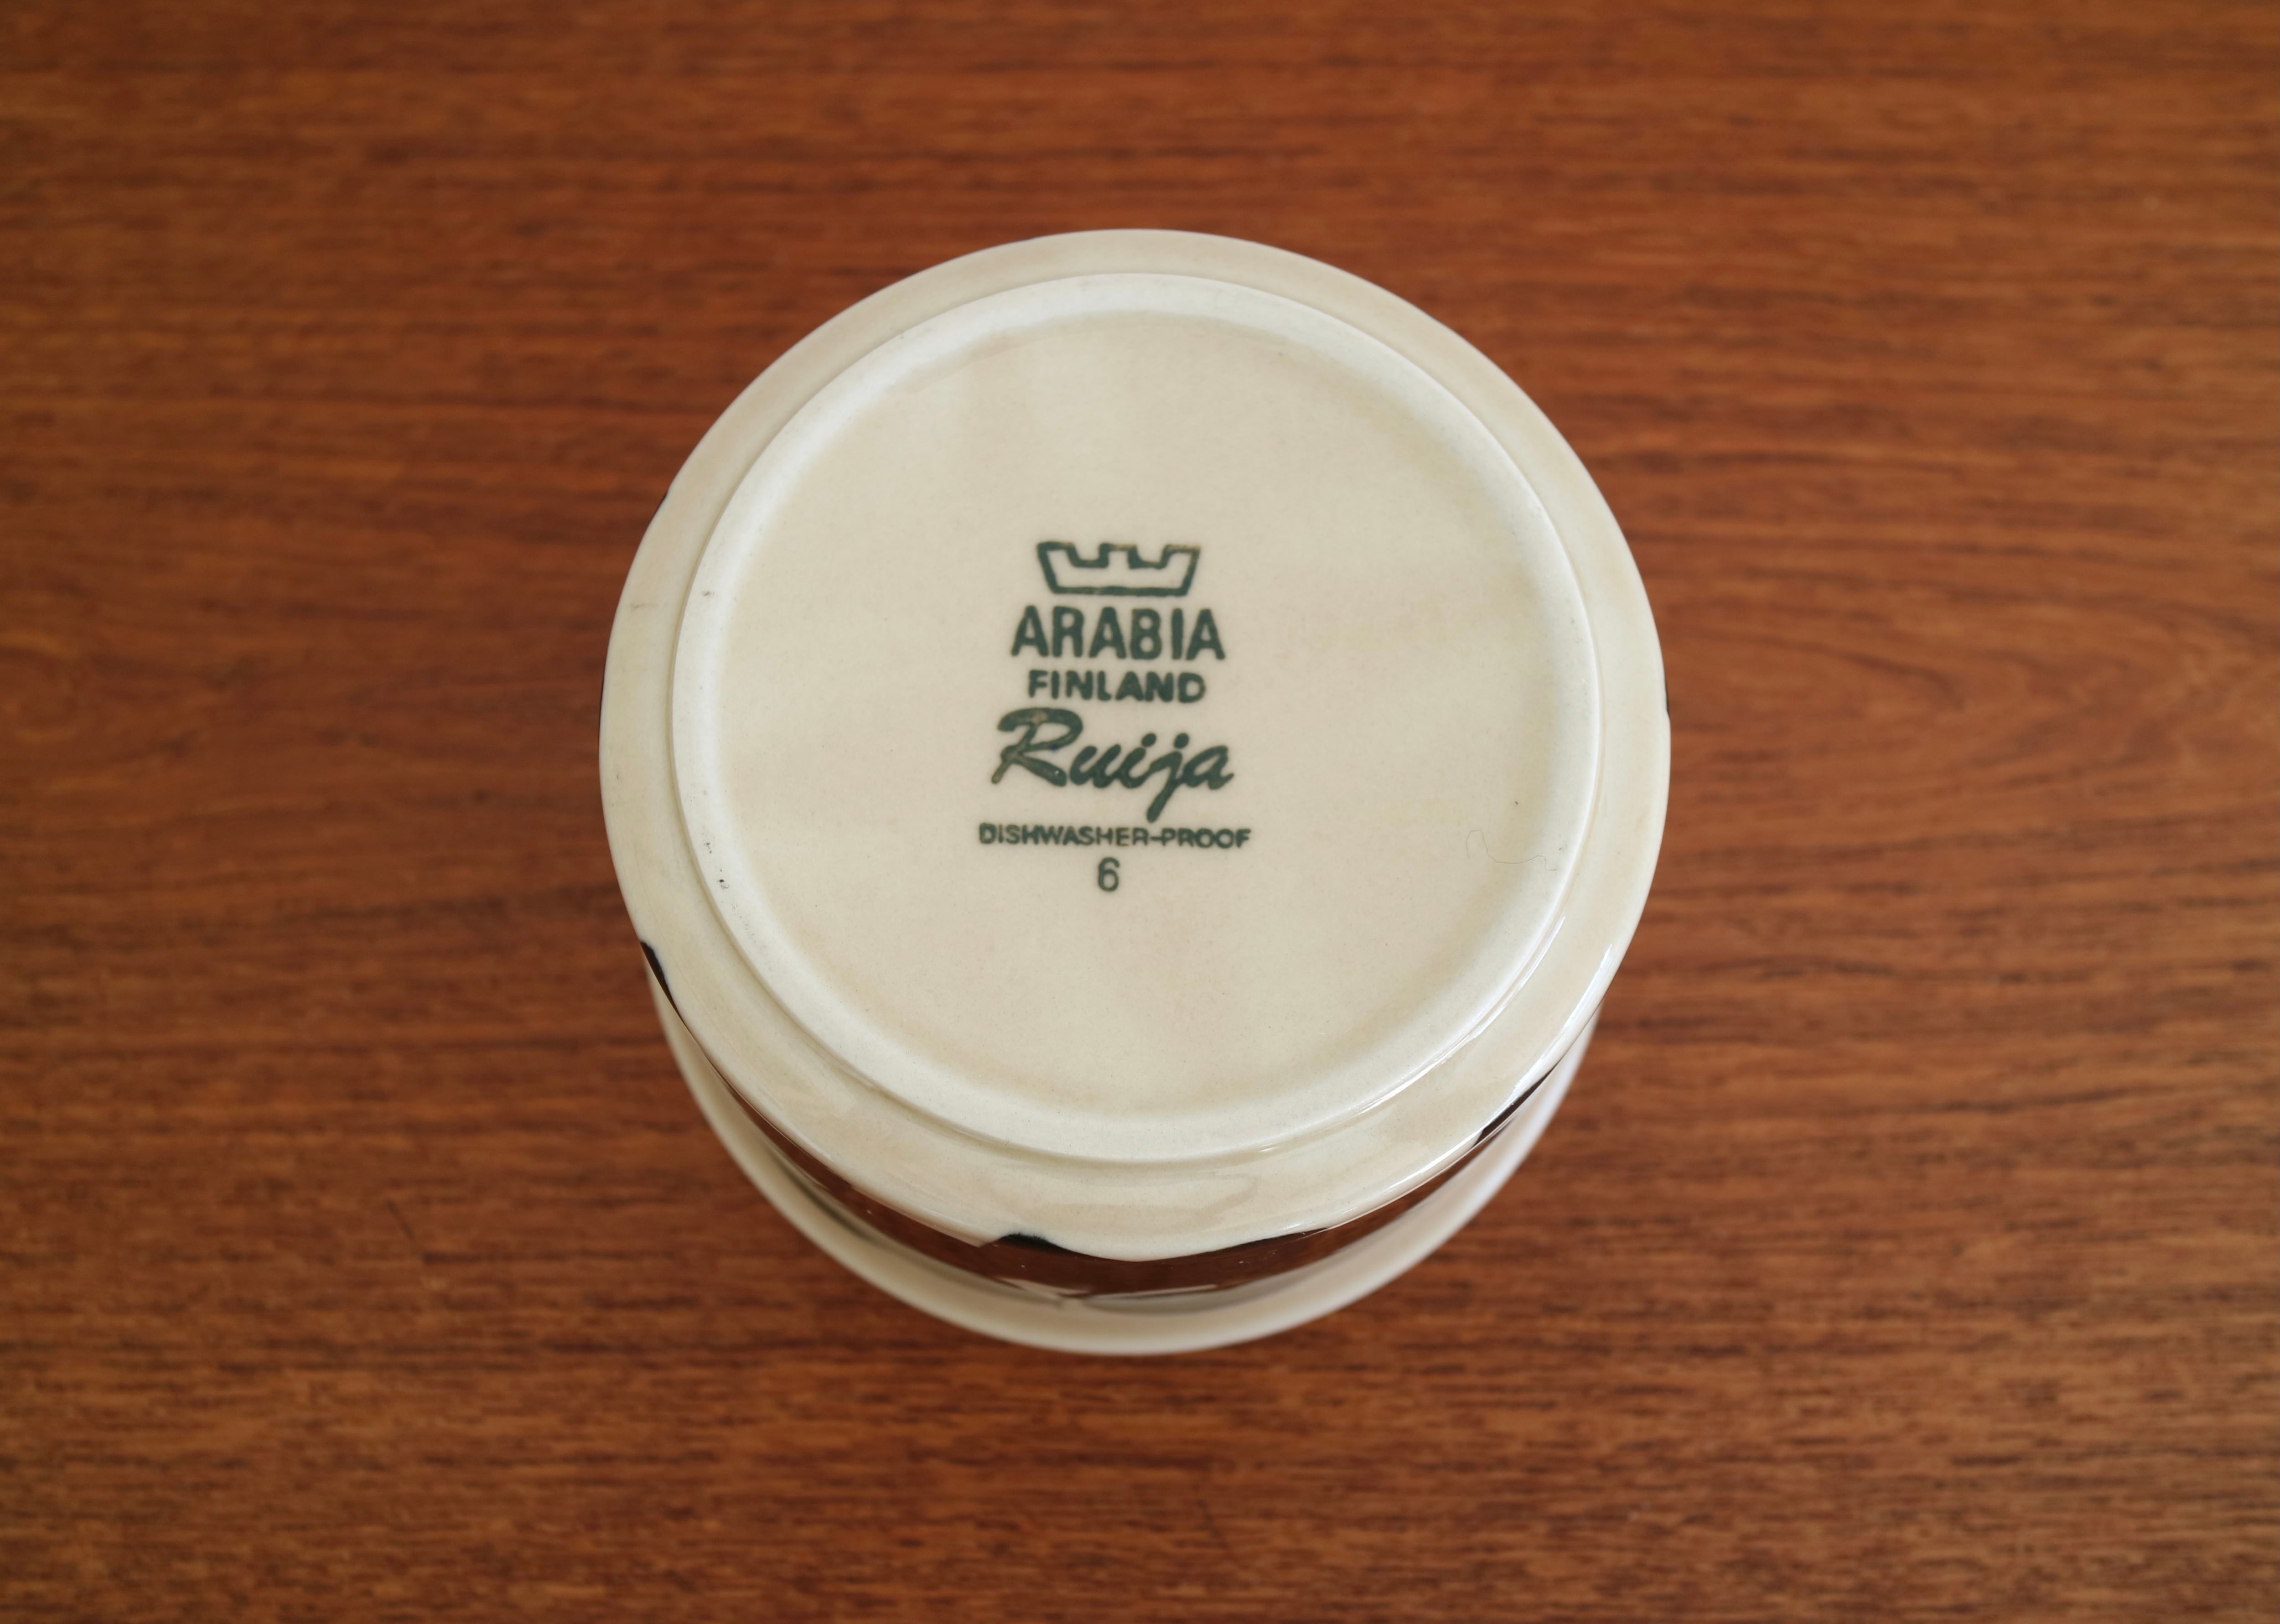 ARABIA
FINLAND
Ruija
DISHWASHER-PROOF
6